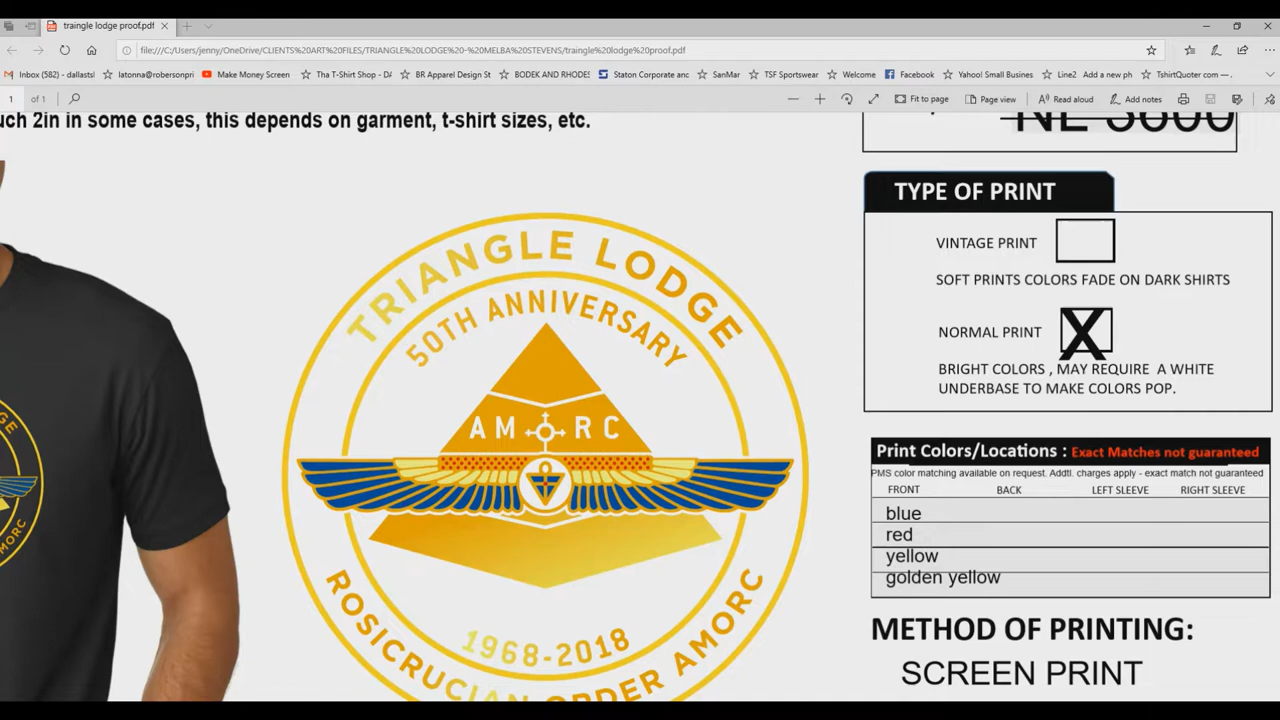 traingle lodge proof.pdf
file:///C:/Users/jenny/OneDrive/CLIENTS%20ART%20FILES/TRIANGLE%20LODGE%20-%20MELBA%20STEVENS/traingle%20lodge%20proof.pdf
Inbox (582) - dallastsl latonna@robersonpri Make Money Screen Tha T-Shirt Shop - DA BR Apparel Design St BODEK AND RHODES Staton Corporate anc SanMar TSF Sportswear Welcome Facebook Yahoo! Small Busines Line2 Add a new ph TshirtQuoter com —.
1 of 1 Fit to page Page view Read aloud Add notes
uch 2in in some cases, this depends on garment, t-shirt sizes, etc.
NL 3600
TYPE OF PRINT
VINTAGE PRINT
SOFT PRINTS COLORS FADE ON DARK SHIRTS
NORMAL PRINT X
BRIGHT COLORS , MAY REQUIRE A WHITE
UNDERBASE TO MAKE COLORS POP.
TRIANGLE LODGE
50TH ANNIVERSARY
AM RC
1968-2018
ROSICRUCIAN ORDER AMORC
AMORC
Print Colors/Locations : Exact Matches not guaranteed
PMS color matching available on request. Addtl. charges apply - exact match not guaranteed
FRONT BACK LEFT SLEEVE RIGHT SLEEVE
blue
red
yellow
golden yellow
METHOD OF PRINTING:
SCREEN PRINT